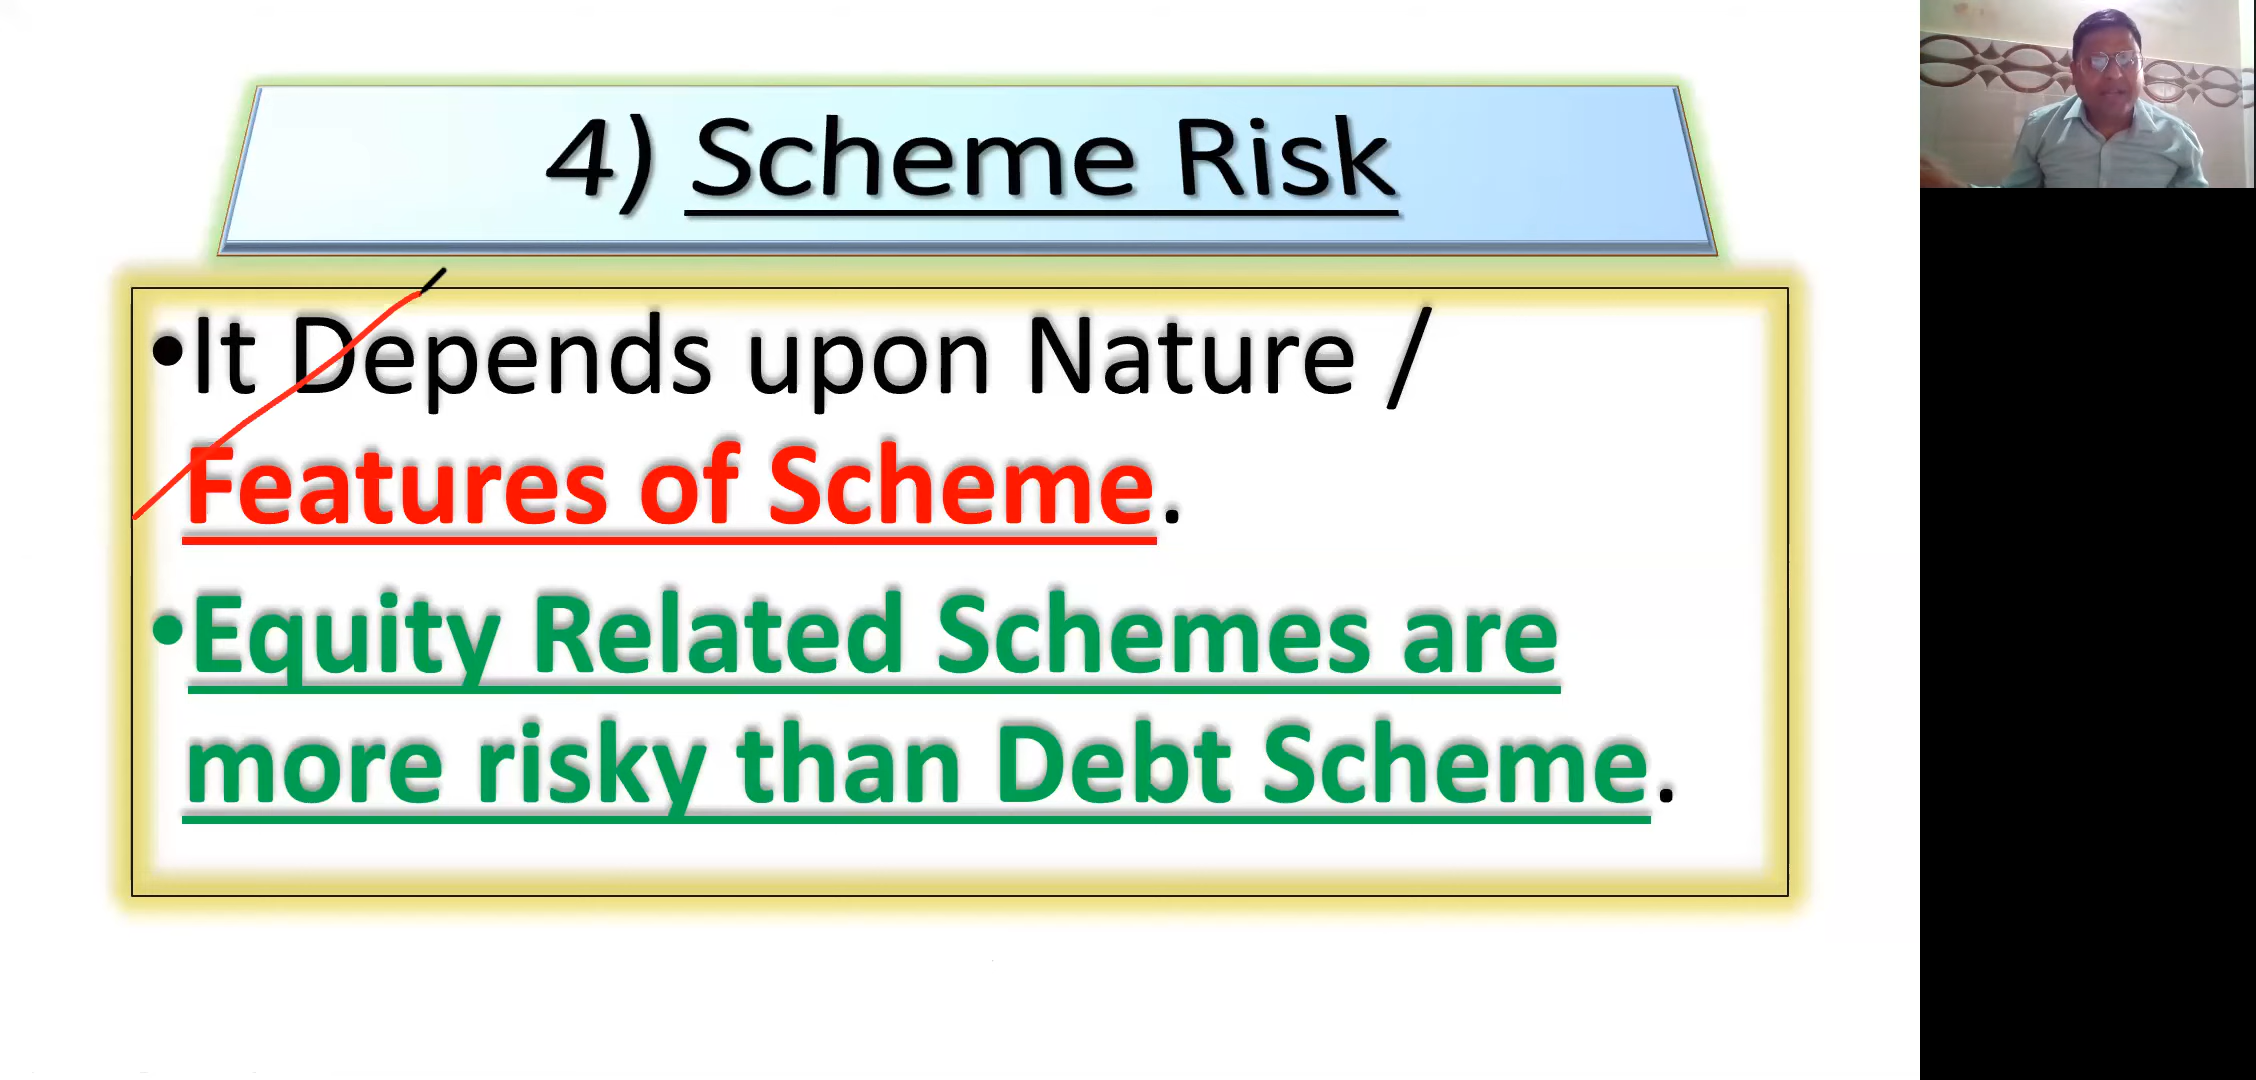 4) Scheme Risk
•It Depends upon Nature /
Features of Scheme.
•Equity Related Schemes are
more risky than Debt Scheme.